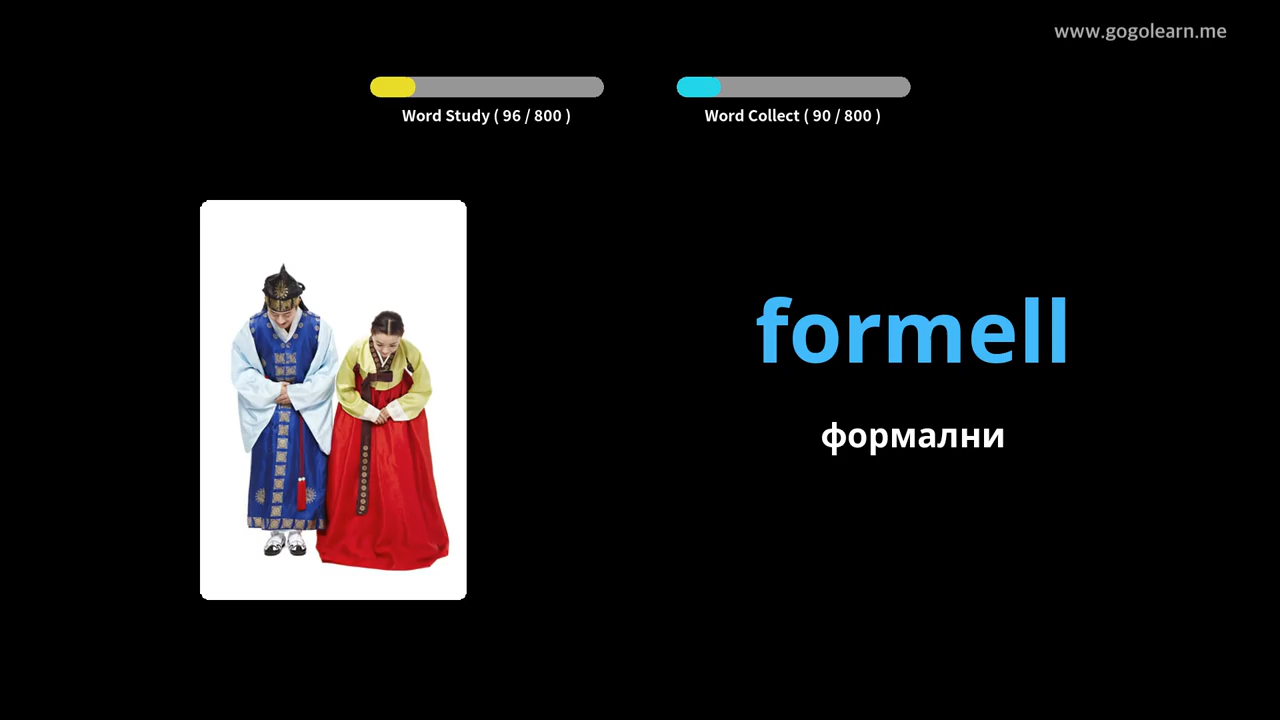 www.gogolearn.me
Word Study ( 96 / 800 )
Word Collect ( 90 / 800 )
formell
формални